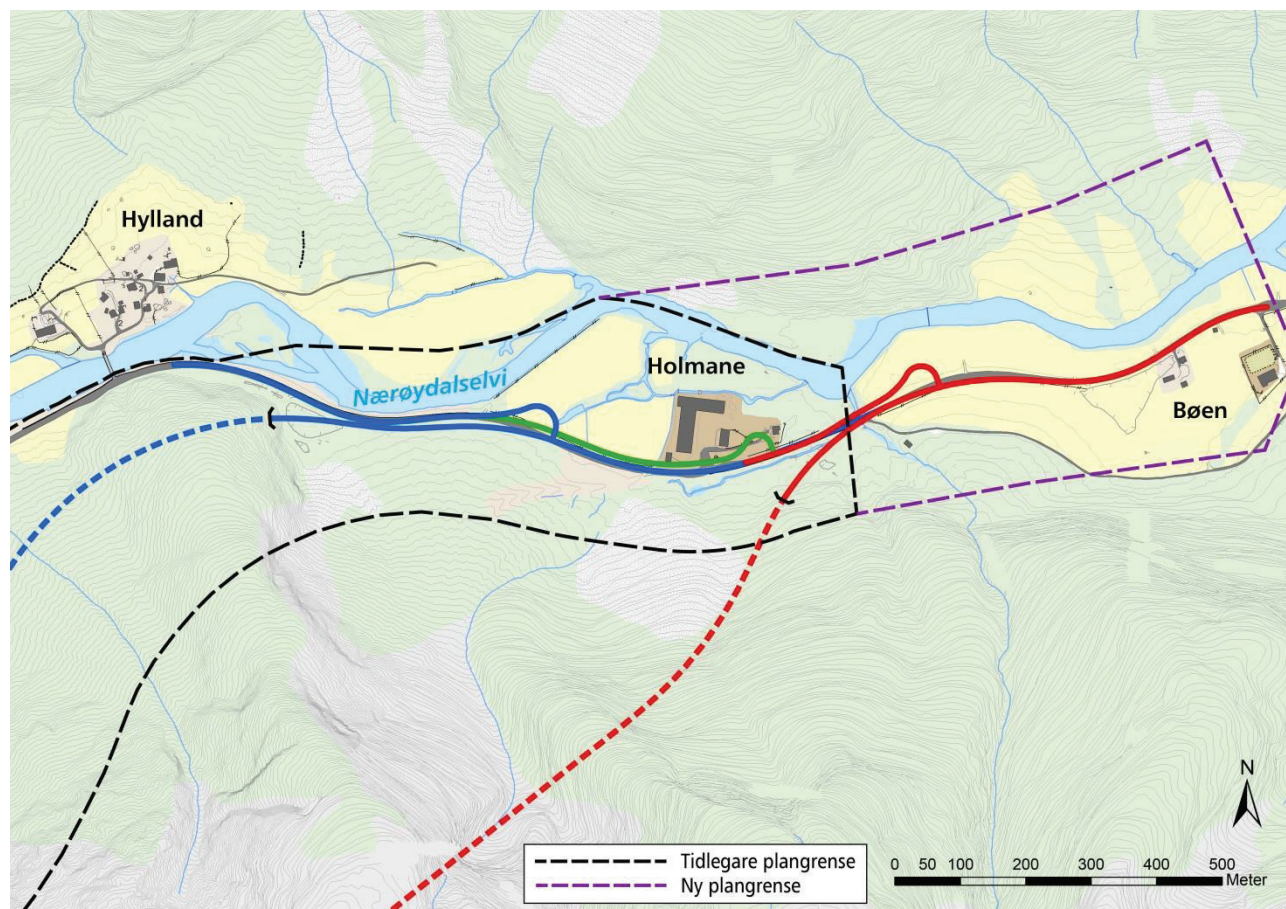 Hylland
Nærøydalselvi
Holmane
Bøen
N
Tidlegare plangrense
Ny plangrense
0 50 100 200 300 400 500
Meter